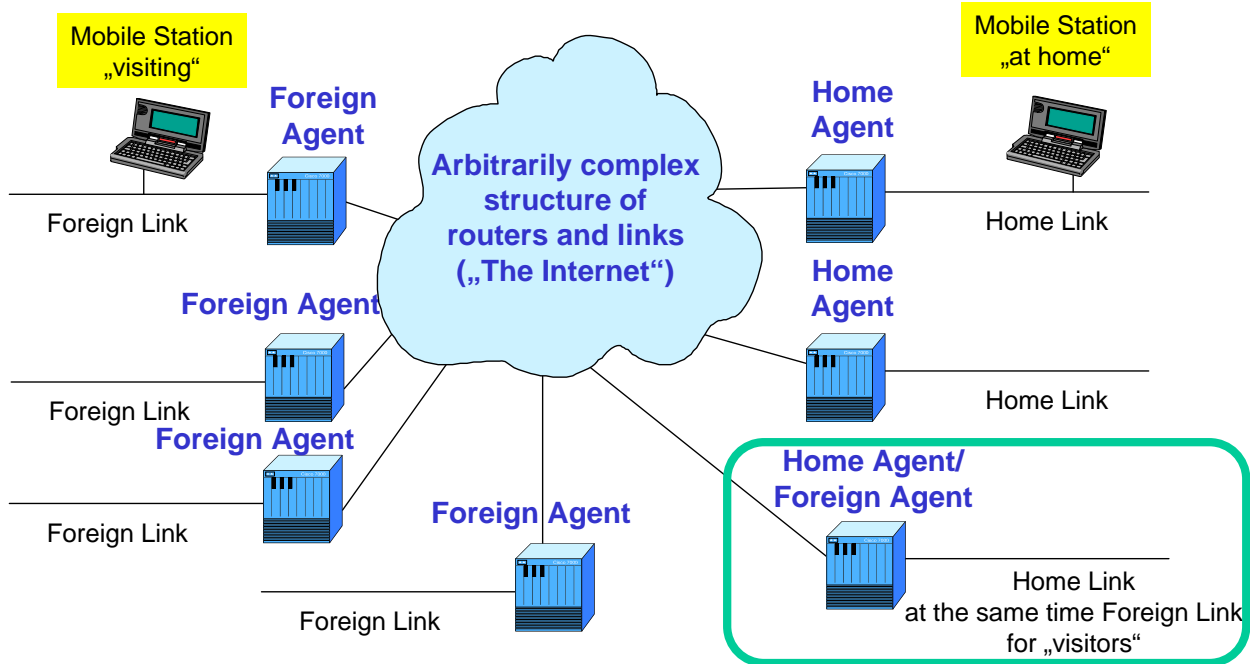 Mobile Station
„visiting“
Mobile Station
„at home“
Foreign
Agent
Home
Agent
Arbitrarily complex
structure of
routers and links
(„The Internet“)
Foreign Link
Home Link
Foreign Agent
Home
Agent
Foreign Link
Home Link
Foreign Agent
Foreign Link
Home Agent/
Foreign Agent
Foreign Agent
Foreign Link
Home Link
at the same time Foreign Link
for „visitors“